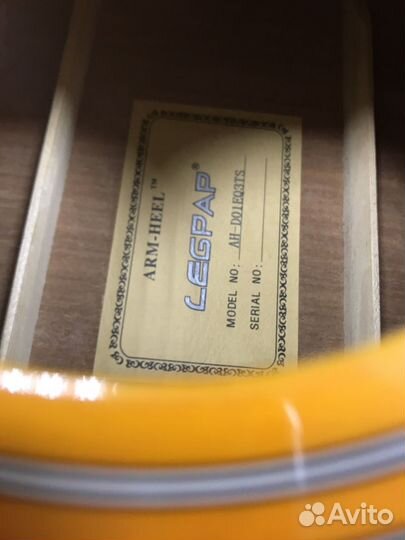 ARM-HEEL™
LEGPAP®
MODEL NO: AH-D01EQ3TS
SERIAL NO:
Avito